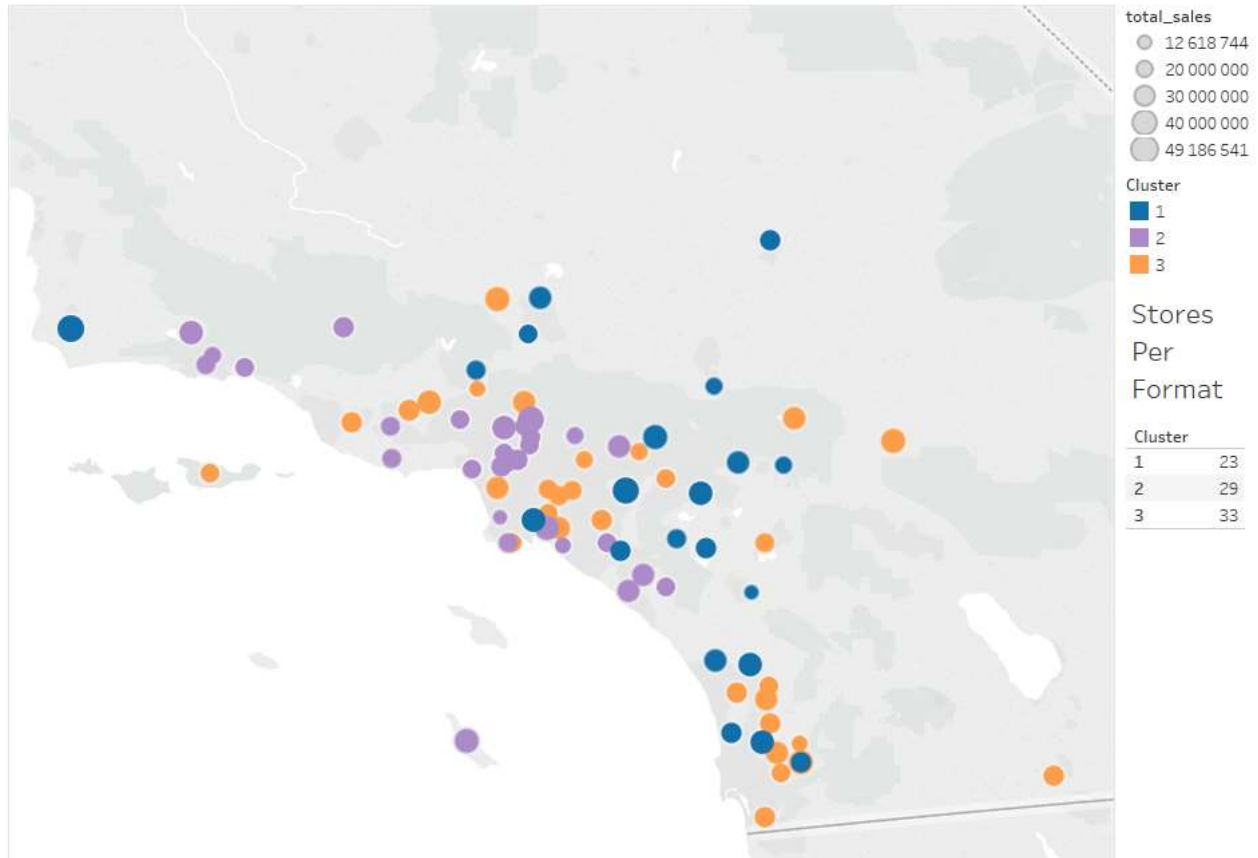 total_sales
12 618 744
20 000 000
30 000 000
40 000 000
49 186 541
Cluster
1
2
3
Stores
Per
Format
Cluster
1 23
2 29
3 33